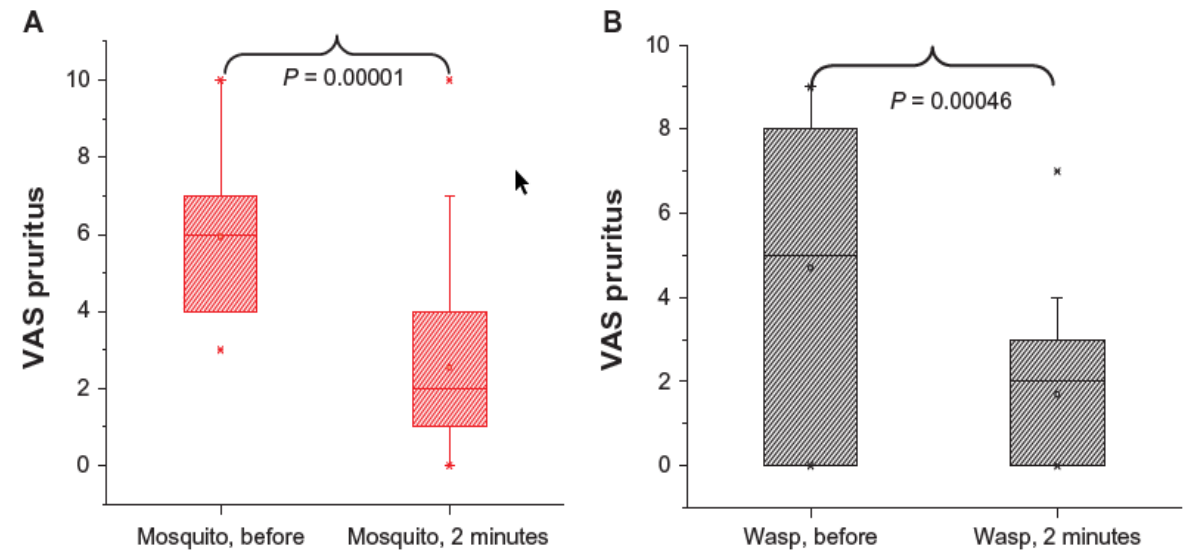 A
VAS pruritus
10
8
6
4
2
0
P = 0.00001
Mosquito, before
Mosquito, 2 minutes
B
VAS pruritus
10
8
6
4
2
0
P = 0.00046
Wasp, before
Wasp, 2 minutes